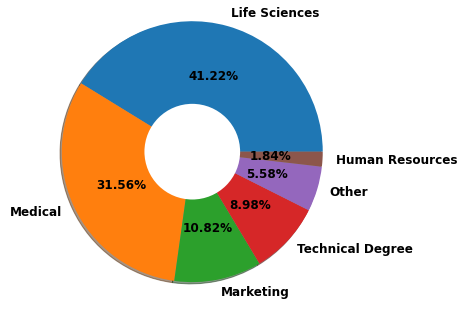 Life Sciences
41.22%
Medical
31.56%
Marketing
10.82%
Technical Degree
8.98%
Other
5.58%
Human Resources
1.84%